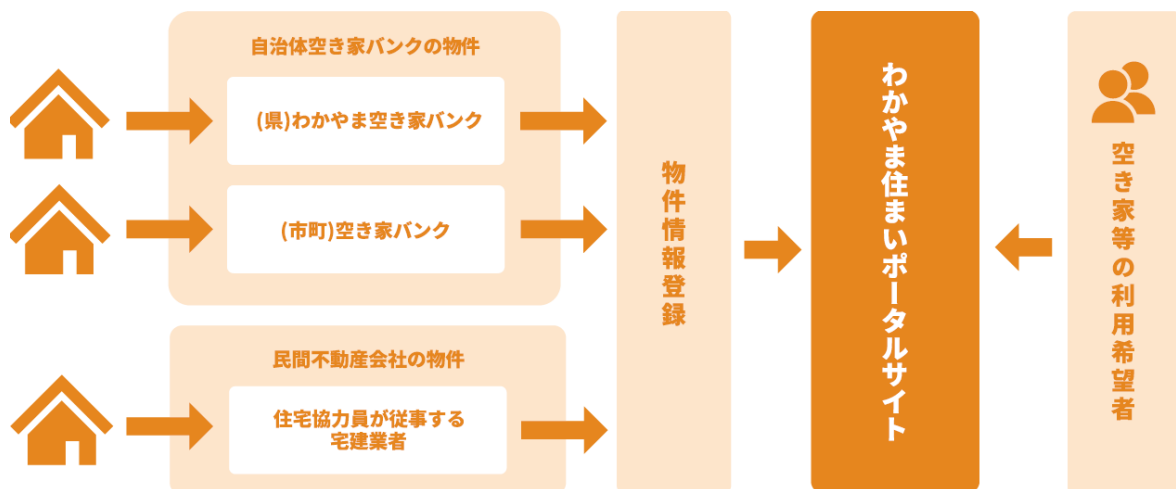 自治体空き家バンクの物件
(県)わかやま空き家バンク
(市町)空き家バンク
民間不動産会社の物件
住宅協力員が従事する
宅建業者
物件情報登録
わかやま住まいポータルサイト
空き家等の利用希望者